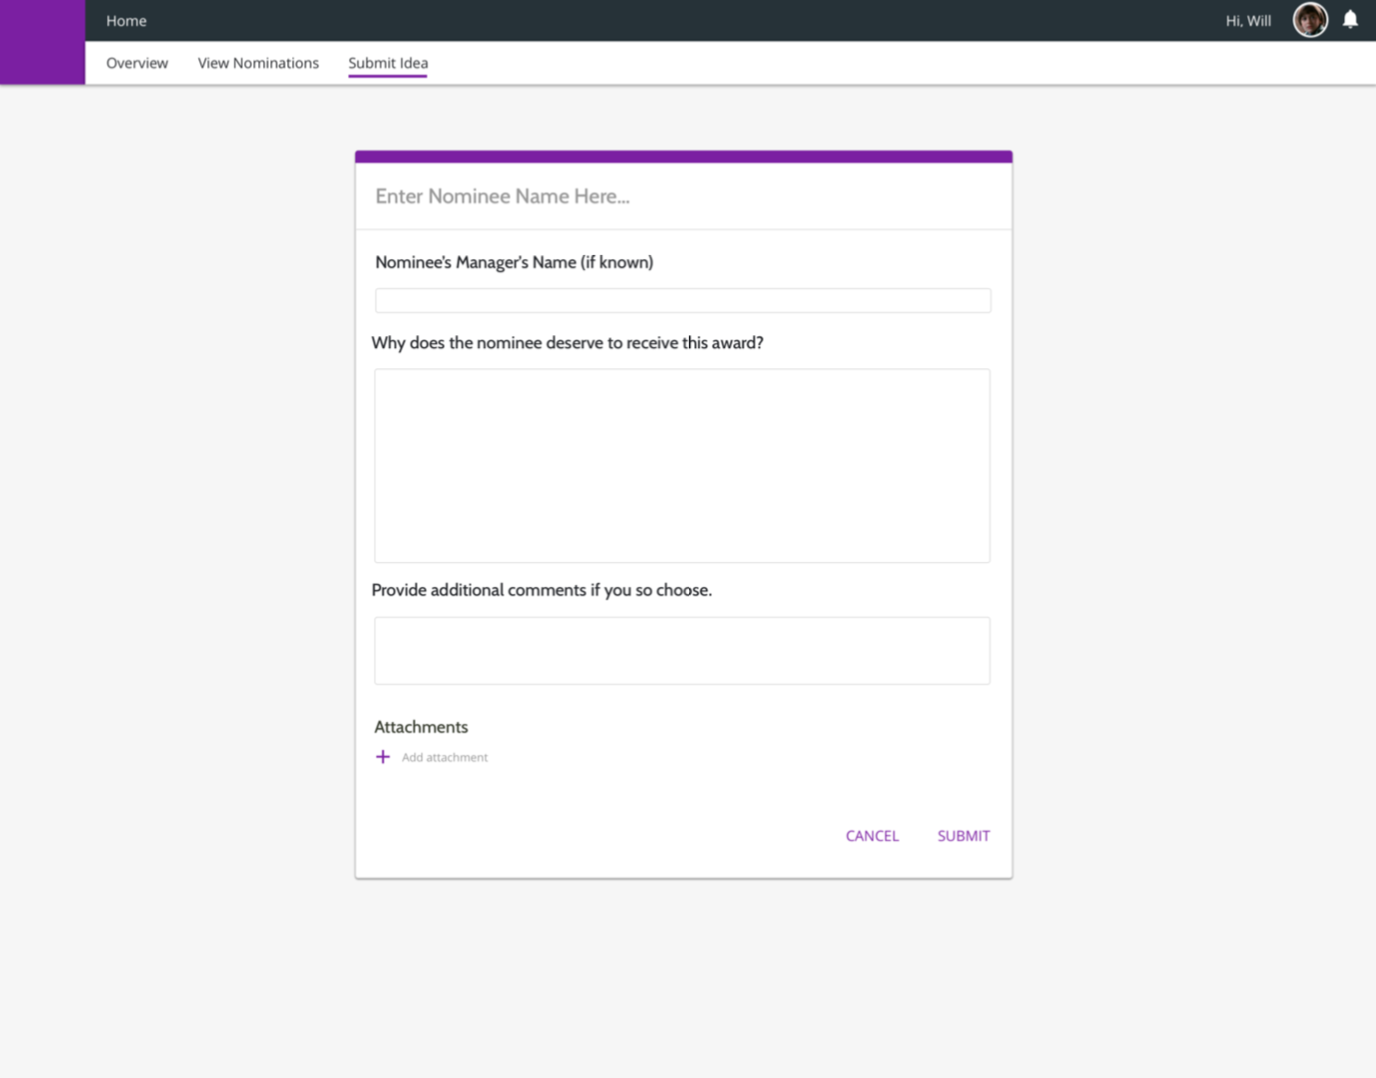 Home
Hi, Will
Overview
View Nominations
Submit Idea
Enter Nominee Name Here...
Nominee's Manager's Name (if known)
Why does the nominee deserve to receive this award?
Provide additional comments if you so choose.
Attachments
+ Add attachment
CANCEL
SUBMIT